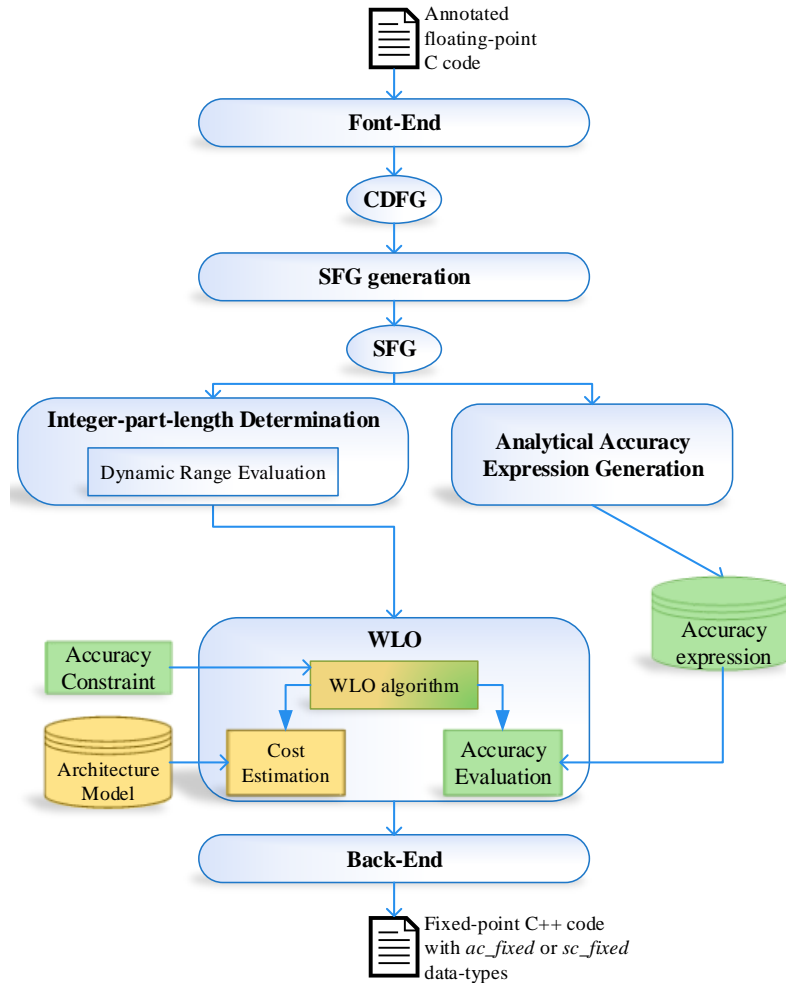 Annotated
floating-point
C code
Font-End
CDFG
SFG generation
SFG
Integer-part-length Determination
Dynamic Range Evaluation
Analytical Accuracy
Expression Generation
Accuracy
expression
WLO
Accuracy
Constraint
WLO algorithm
Architecture
Model
Cost
Estimation
Accuracy
Evaluation
Back-End
Fixed-point C++ code
with ac_fixed or sc_fixed
data-types